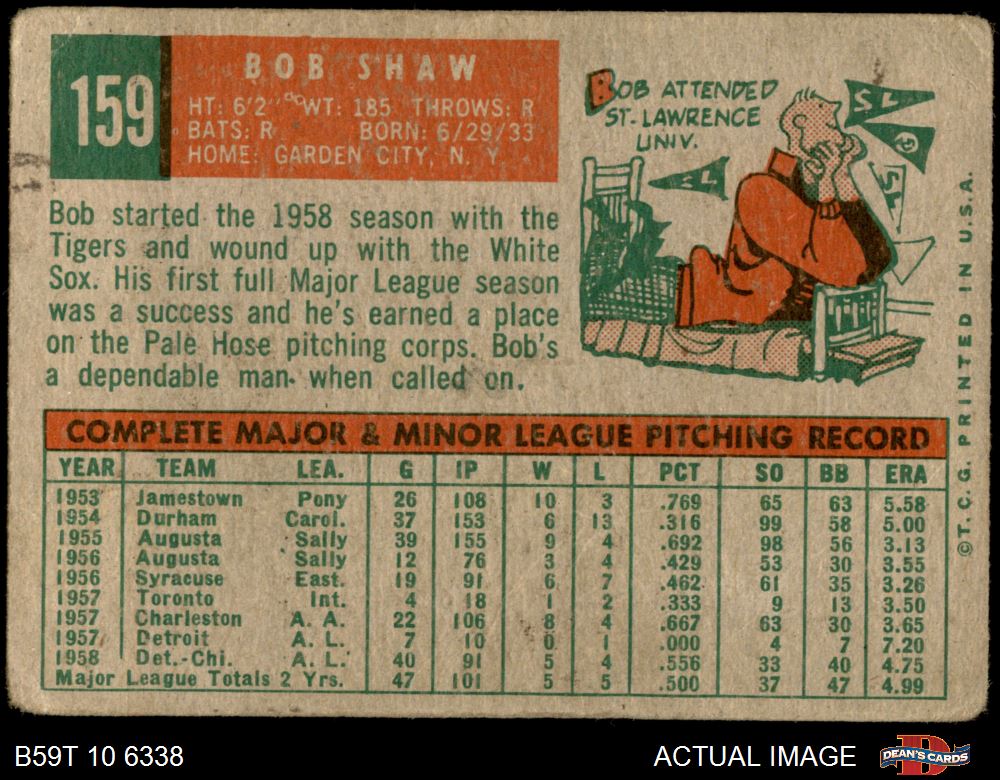 159
BOB SHAW
HT: 6'2" WT: 185 THROWS: R
BATS: R BORN: 6/29/33
HOME: GARDEN CITY, N. Y.
Bob started the 1958 season with the
Tigers and wound up with the White
Sox. His first full Major League season
was a success and he's earned a place
on the Pale Hose pitching corps. Bob's
a dependable man when called on.
BOB ATTENDED
ST. LAWRENCE
UNIV.
SL
SL
SL
COMPLETE MAJOR & MINOR LEAGUE PITCHING RECORD
YEAR TEAM LEA. G IP W L PCT SO BB ERA
1953 Jamestown Pony 26 108 10 3 .769 65 63 5.58
1954 Durham Carol. 37 153 6 13 .316 99 58 5.00
1955 Augusta Sally 39 155 9 4 .692 98 56 3.13
1956 Augusta Sally 12 76 3 4 .429 53 30 3.55
1956 Syracuse East. 19 91 6 7 .462 61 35 3.26
1957 Toronto Int. 4 18 1 2 .333 9 13 3.50
1957 Charleston A. A. 22 106 8 4 .667 63 30 3.65
1957 Detroit A. L. 7 10 0 1 .000 4 7 7.20
1958 Det.-Chi. A. L. 40 91 5 4 .556 33 40 4.75
Major League Totals 2 Yrs. 47 101 5 5 .500 37 47 4.99
©T. C. G. PRINTED IN U.S.A.
B59T 10 6338
ACTUAL IMAGE
DEAN'S CARDS